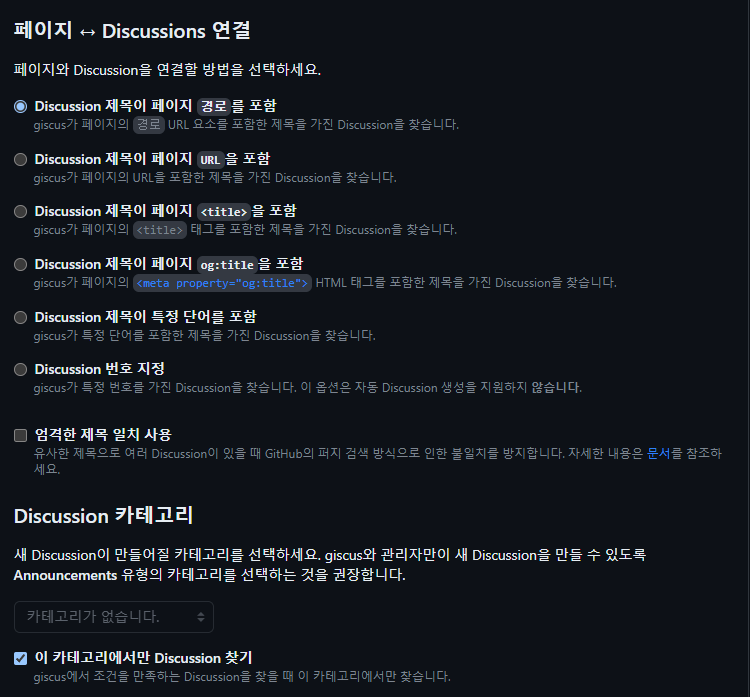 페이지 ↔ Discussions 연결
페이지와 Discussion을 연결할 방법을 선택하세요.
Discussion 제목이 페이지 경로를 포함
giscus가 페이지의 경로 URL 요소를 포함한 제목을 가진 Discussion을 찾습니다.
Discussion 제목이 페이지 URL을 포함
giscus가 페이지의 URL을 포함한 제목을 가진 Discussion을 찾습니다.
Discussion 제목이 페이지 <title>을 포함
giscus가 페이지의 <title> 태그를 포함한 제목을 가진 Discussion을 찾습니다.
Discussion 제목이 페이지 og:title을 포함
giscus가 페이지의 <meta property="og:title"> HTML 태그를 포함한 제목을 가진 Discussion을 찾습니다.
Discussion 제목이 특정 단어를 포함
giscus가 특정 단어를 포함한 제목을 가진 Discussion을 찾습니다.
Discussion 번호 지정
giscus가 특정 번호를 가진 Discussion을 찾습니다. 이 옵션은 자동 Discussion 생성을 지원하지 않습니다.
엄격한 제목 일치 사용
유사한 제목으로 여러 Discussion이 있을 때 GitHub의 퍼지 검색 방식으로 인한 불일치를 방지합니다. 자세한 내용은 문서를 참조하
세요.
Discussion 카테고리
새 Discussion이 만들어질 카테고리를 선택하세요. giscus와 관리자만이 새 Discussion을 만들 수 있도록
Announcements 유형의 카테고리를 선택하는 것을 권장합니다.
카테고리가 없습니다.
이 카테고리에서만 Discussion 찾기
giscus에서 조건을 만족하는 Discussion을 찾을 때 이 카테고리에서만 찾습니다.